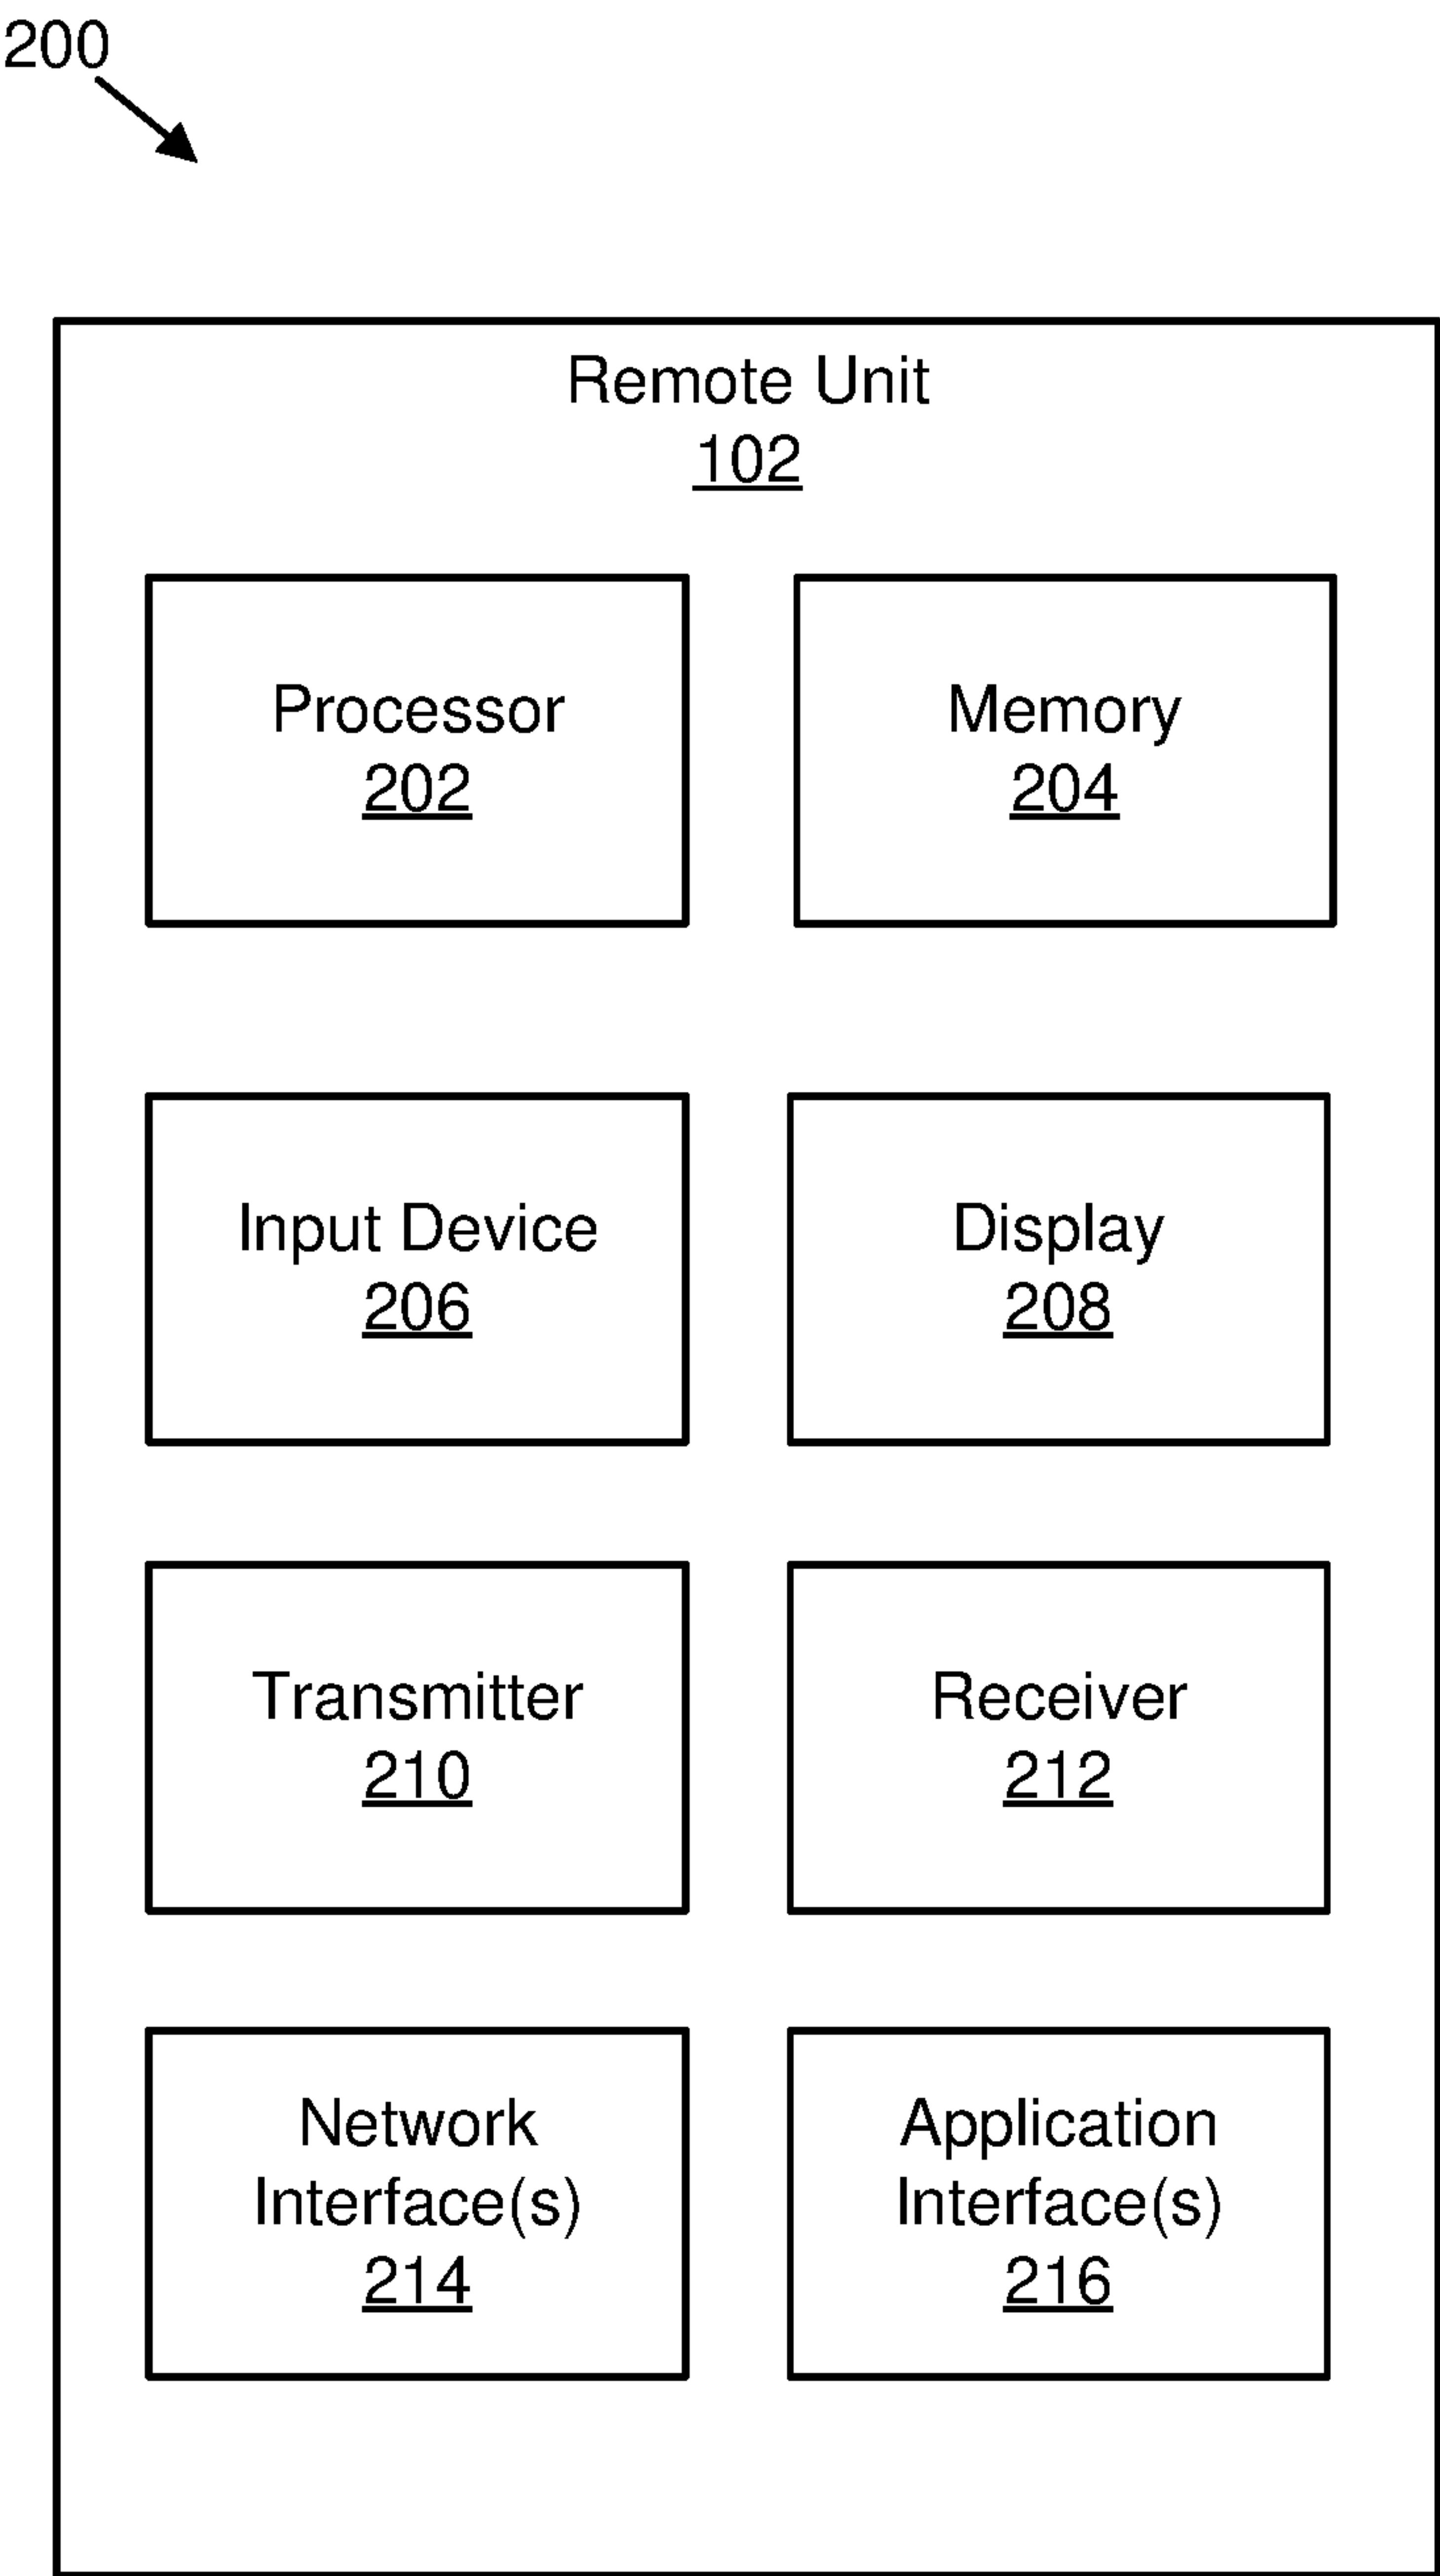 200
Remote Unit
102
Processor
202
Memory
204
Input Device
206
Display
208
Transmitter
210
Receiver
212
Network
Interface(s)
214
Application
Interface(s)
216